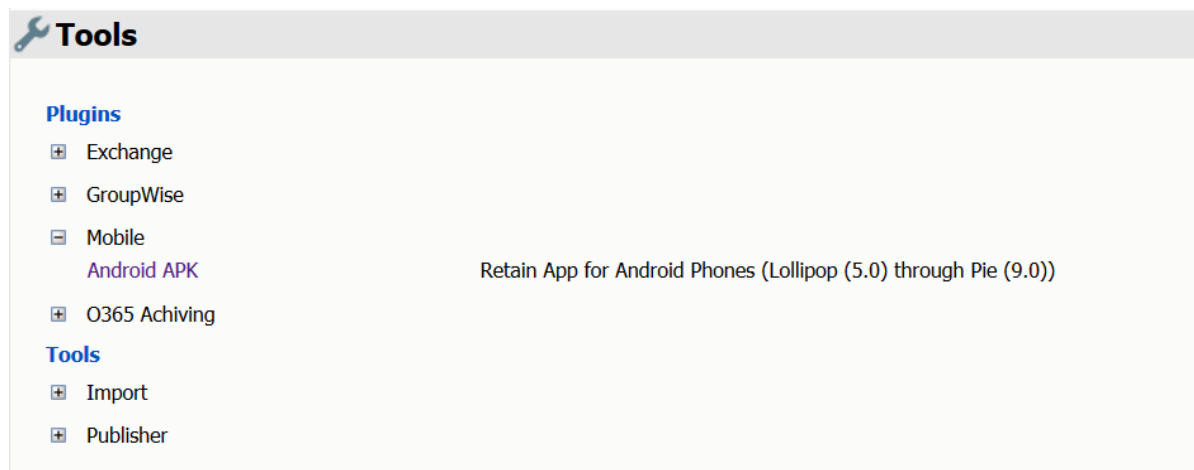 Tools
Plugins
Exchange
GroupWise
Mobile
Android APK Retain App for Android Phones (Lollipop (5.0) through Pie (9.0))
O365 Achiving
Tools
Import
Publisher